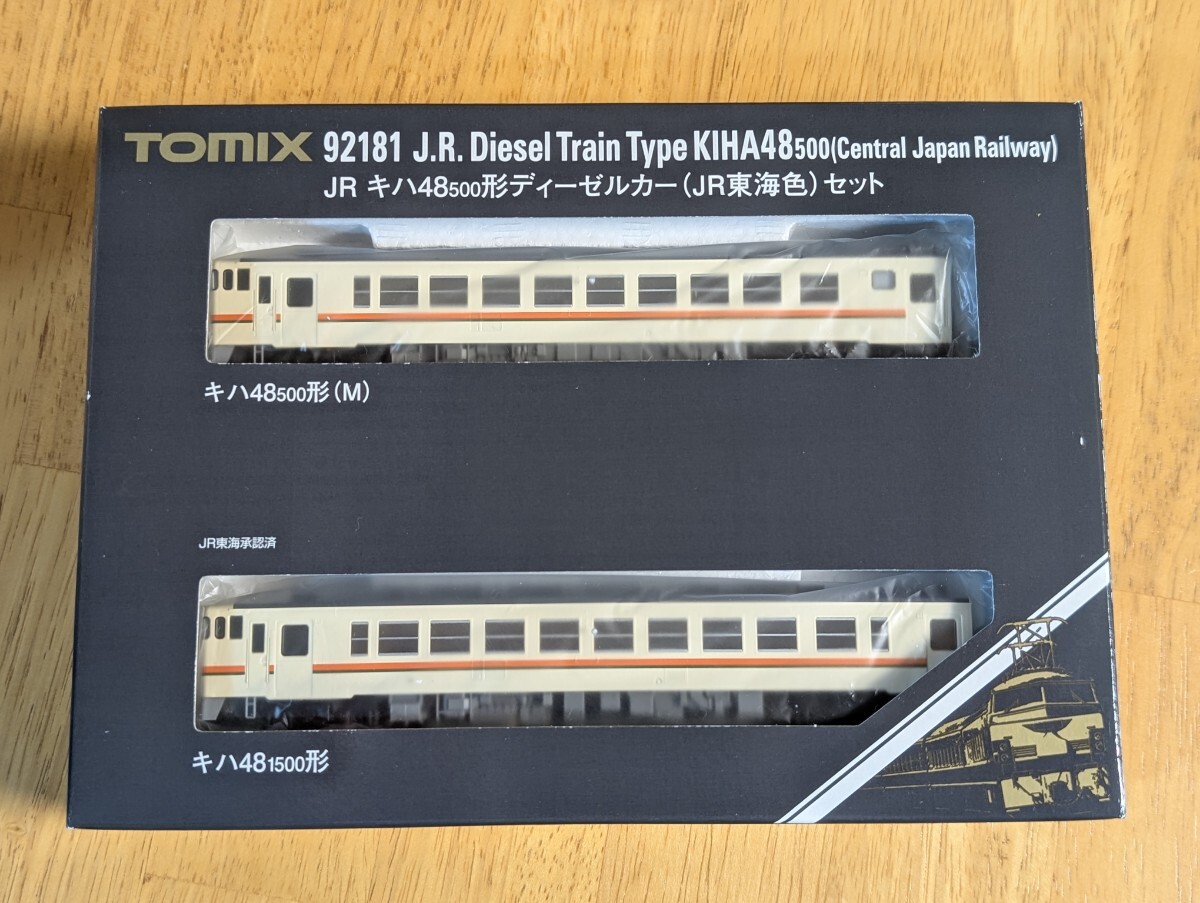 TOMIX 92181 J.R. Diesel Train Type KIHA48500(Central Japan Railway)
JR キハ48500形ディーゼルカー(JR東海色)セット
キハ48500形(M)
JR東海承認済
キハ481500形